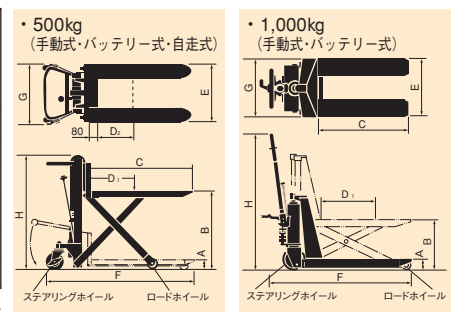 ・500kg
(手動式・バッテリー式・自走式)
G
E
80
D2
C
D1
H
B
A
F
ステアリングホイール
ロードホイール
・1,000kg
(手動式・バッテリー式)
G
E
C
D1
H
B
A
F
ステアリングホイール
ロードホイール